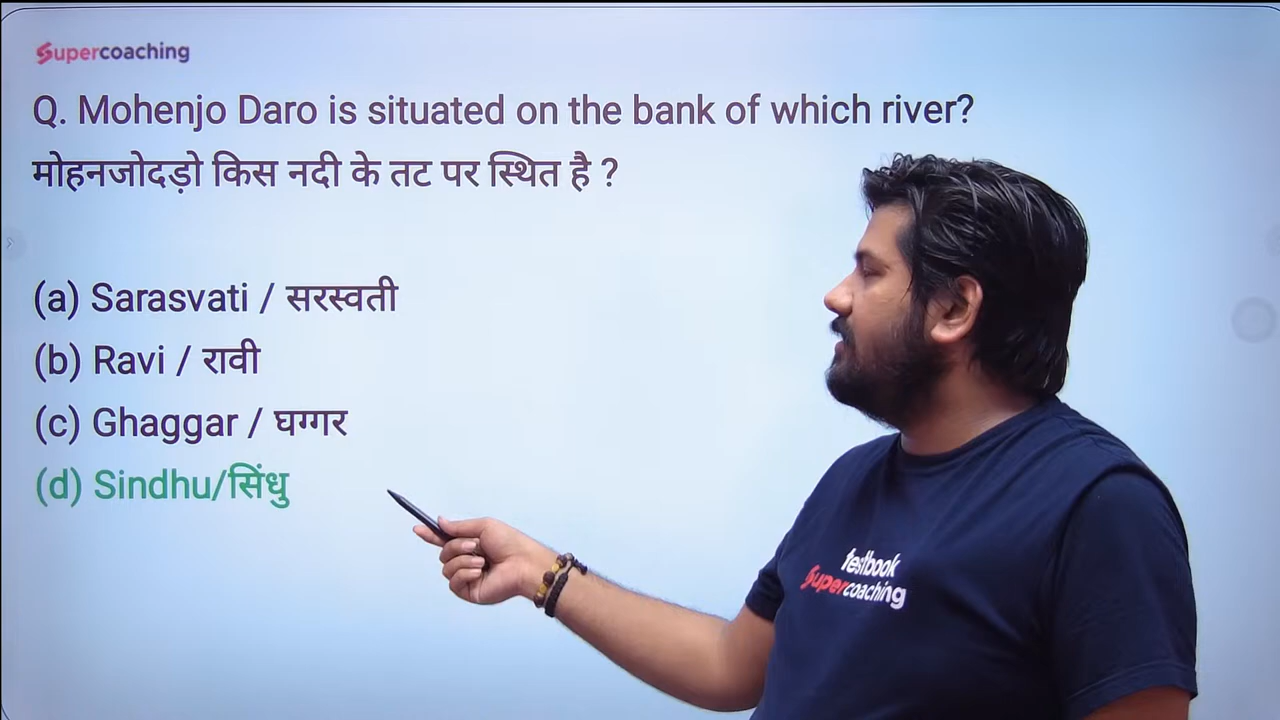 Supercoaching
Q. Mohenjo Daro is situated on the bank of which river?
मोहनजोदड़ो किस नदी के तट पर स्थित है ?
(a) Sarasvati / सरस्वती
(b) Ravi / रावी
(c) Ghaggar / घग्गर
(d) Sindhu/सिंधु
testbook
Supercoaching